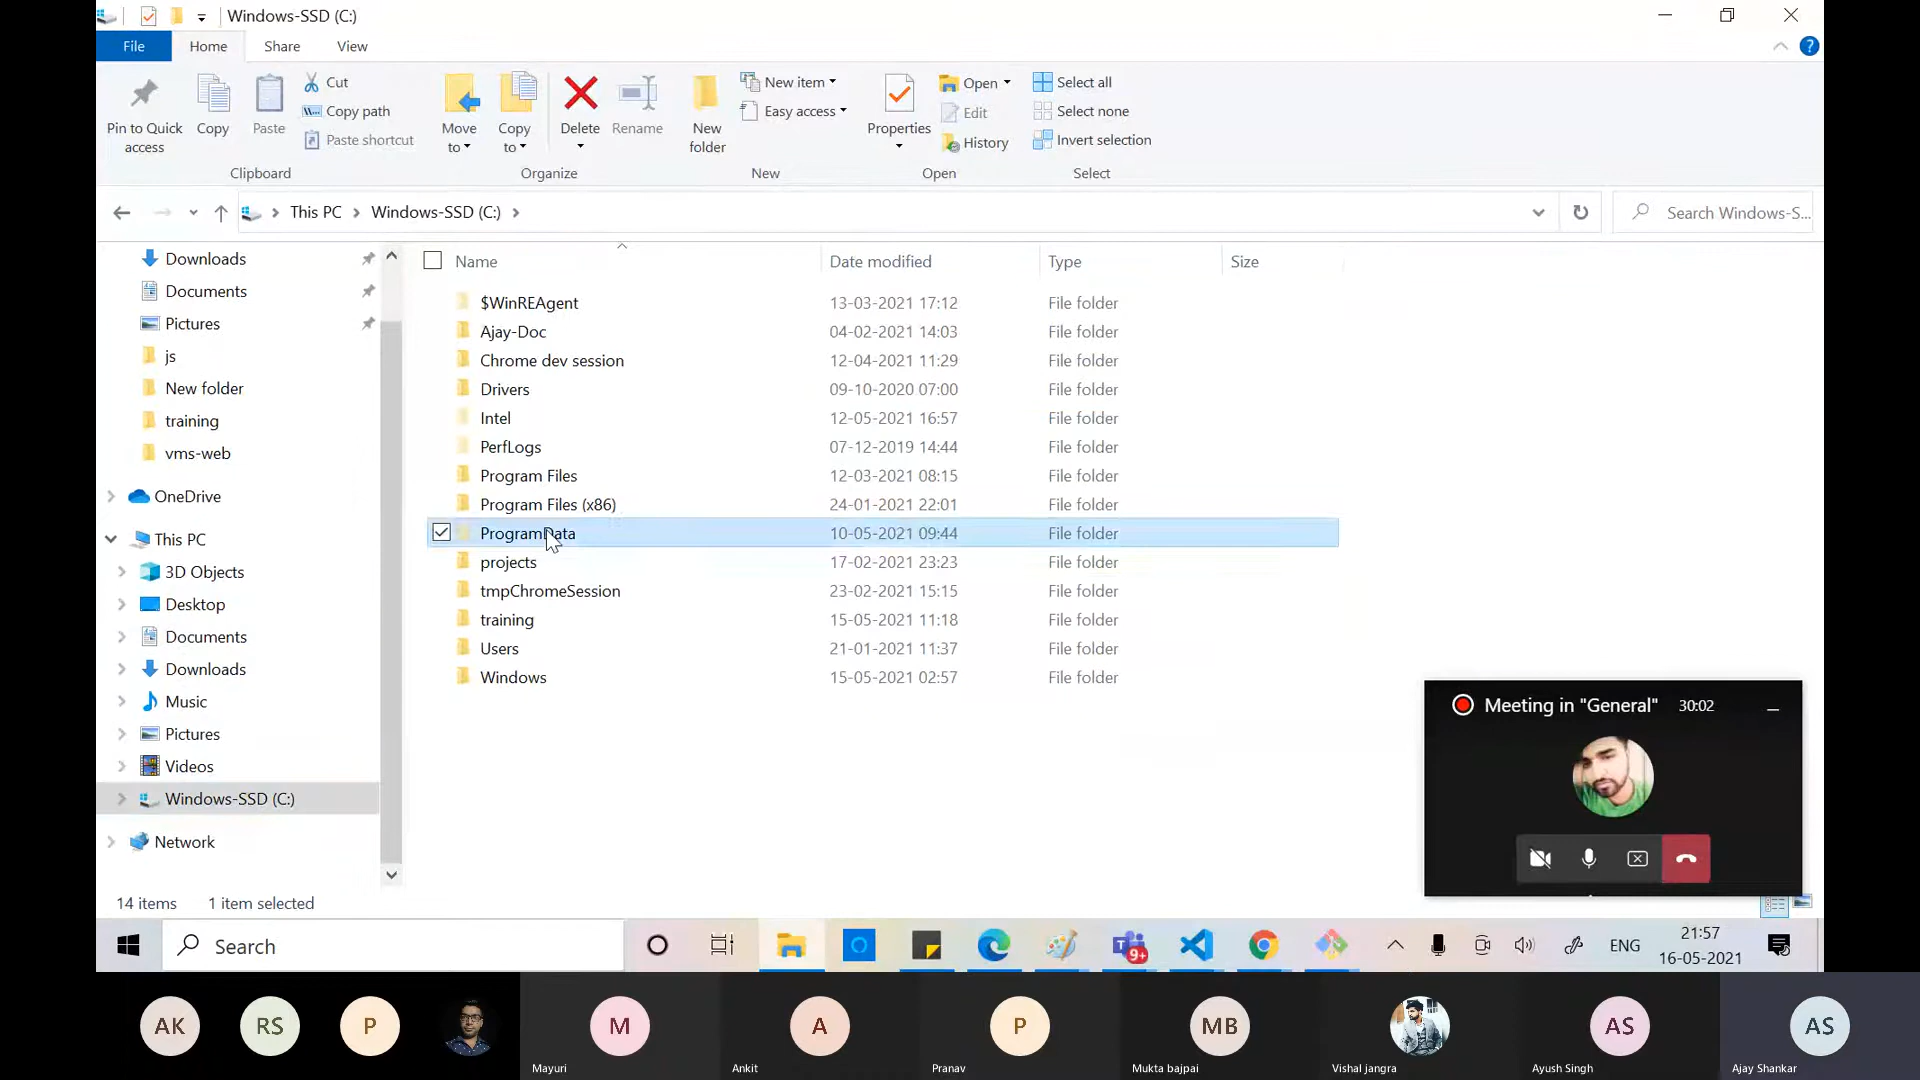 Windows-SSD (C:)
File Home Share View
Pin to Quick access
Copy
Paste
Cut
Copy path
Paste shortcut
Clipboard
Move to
Copy to
Delete
Rename
Organize
New folder
New item
Easy access
New
Properties
Open
Edit
History
Open
Select all
Select none
Invert selection
Select
This PC > Windows-SSD (C:) >
Search Windows-S...
Downloads
Documents
Pictures
js
New folder
training
vms-web
OneDrive
This PC
3D Objects
Desktop
Documents
Downloads
Music
Pictures
Videos
Windows-SSD (C:)
Network
Name Date modified Type Size
$WinREAgent 13-03-2021 17:12 File folder
Ajay-Doc 04-02-2021 14:03 File folder
Chrome dev session 12-04-2021 11:29 File folder
Drivers 09-10-2020 07:00 File folder
Intel 12-05-2021 16:57 File folder
PerfLogs 07-12-2019 14:44 File folder
Program Files 12-03-2021 08:15 File folder
Program Files (x86) 24-01-2021 22:01 File folder
ProgramData 10-05-2021 09:44 File folder
projects 17-02-2021 23:23 File folder
tmpChromeSession 23-02-2021 15:15 File folder
training 15-05-2021 11:18 File folder
Users 21-01-2021 11:37 File folder
Windows 15-05-2021 02:57 File folder
Meeting in "General" 30:02
14 items 1 item selected
Search
9+
ENG
21:57
16-05-2021
AK
RS
P
M
Mayuri
A
Ankit
P
Pranav
MB
Mukta bajpai
Vishal jangra
AS
Ayush Singh
AS
Ajay Shankar